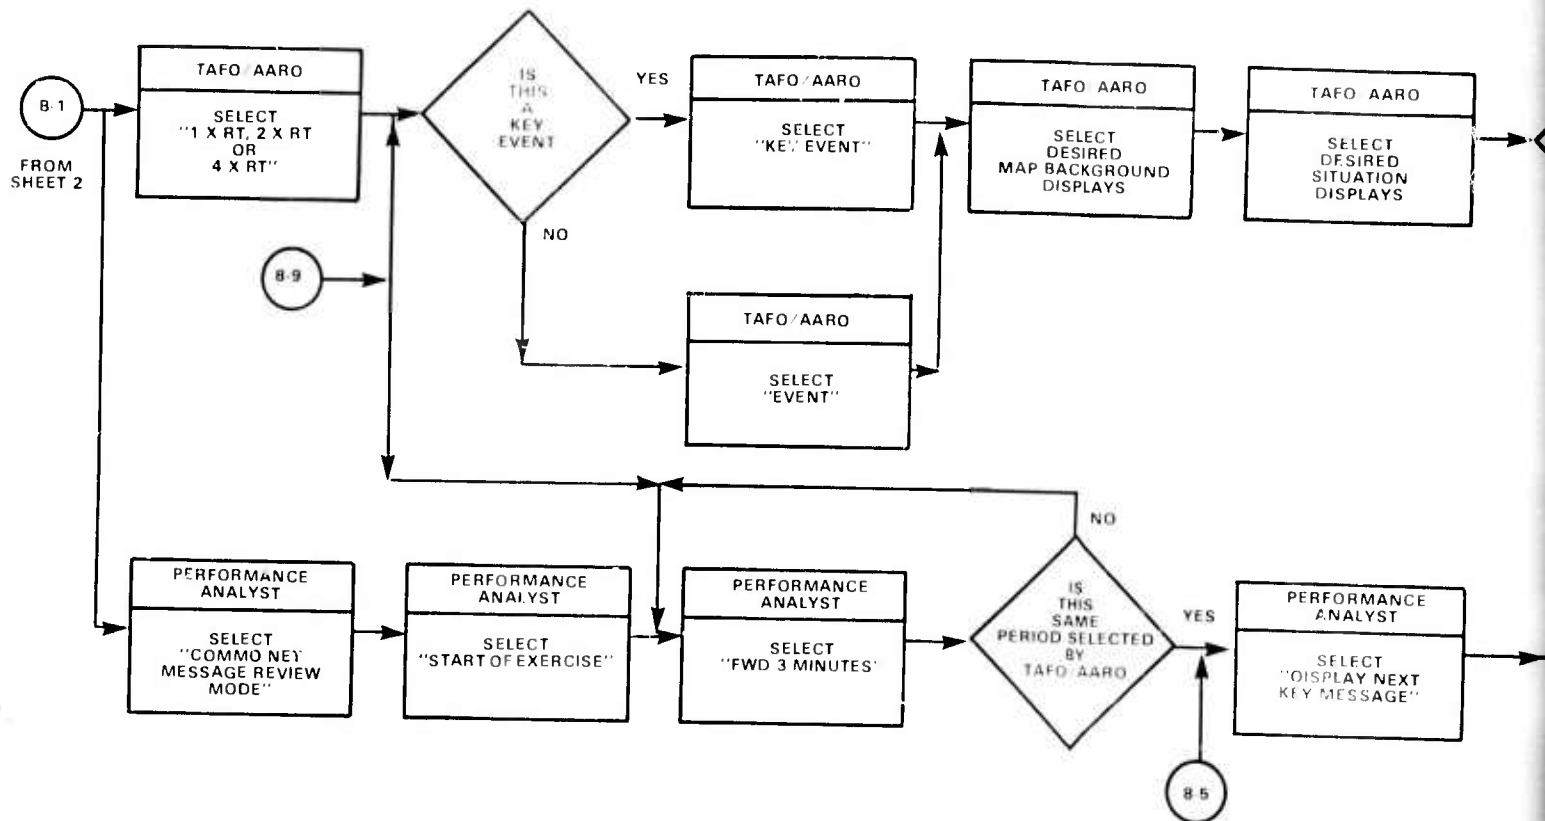 B-1
FROM
SHEET 2
TAFO/AARO
SELECT
"1 X RT, 2 X RT
OR
4 X RT"
IS
THIS
A
KEY
EVENT
YES
NO
TAFO/AARO
SELECT
"KEY EVENT"
TAFO AARO
SELECT
DESIRED
MAP BACKGROUND
DISPLAYS
TAFO AARO
SELECT
DESIRED
SITUATION
DISPLAYS
8-9
TAFO/AARO
SELECT
"EVENT"
PERFORMANCE
ANALYST
SELECT
"COMMO NET
MESSAGE REVIEW
MODE"
PERFORMANCE
ANALYST
SELECT
"START OF EXERCISE"
PERFORMANCE
ANALYST
SELECT
"FWD 3 MINUTES'
IS
THIS
SAME
PERIOD SELECTED
BY
TAFO/AARO
NO
YES
PERFORMANCE
ANALYST
SELECT
"DISPLAY NEXT
KEY MESSAGE"
8-5